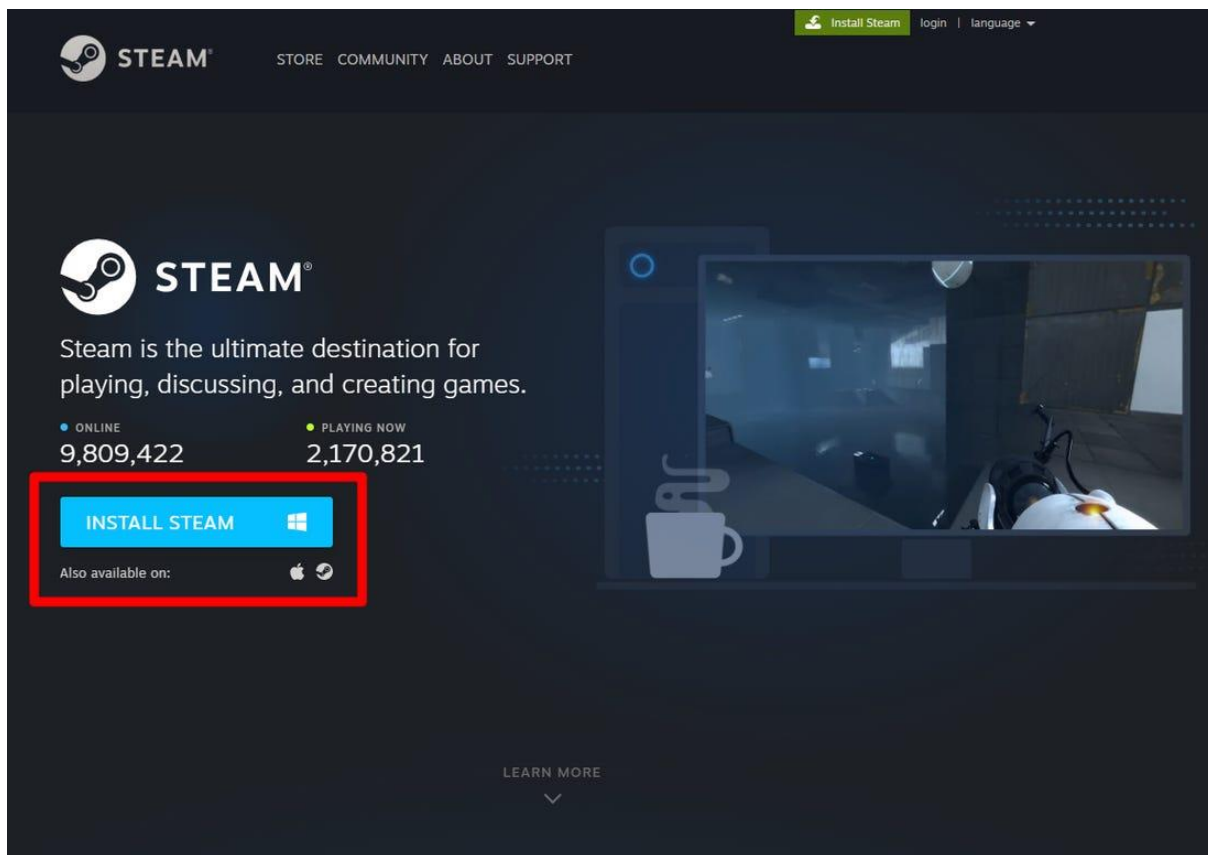 Install Steam login | language
STEAM®
STORE COMMUNITY ABOUT SUPPORT
STEAM®
Steam is the ultimate destination for
playing, discussing, and creating games.
ONLINE PLAYING NOW
9,809,422 2,170,821
INSTALL STEAM
Also available on:
LEARN MORE